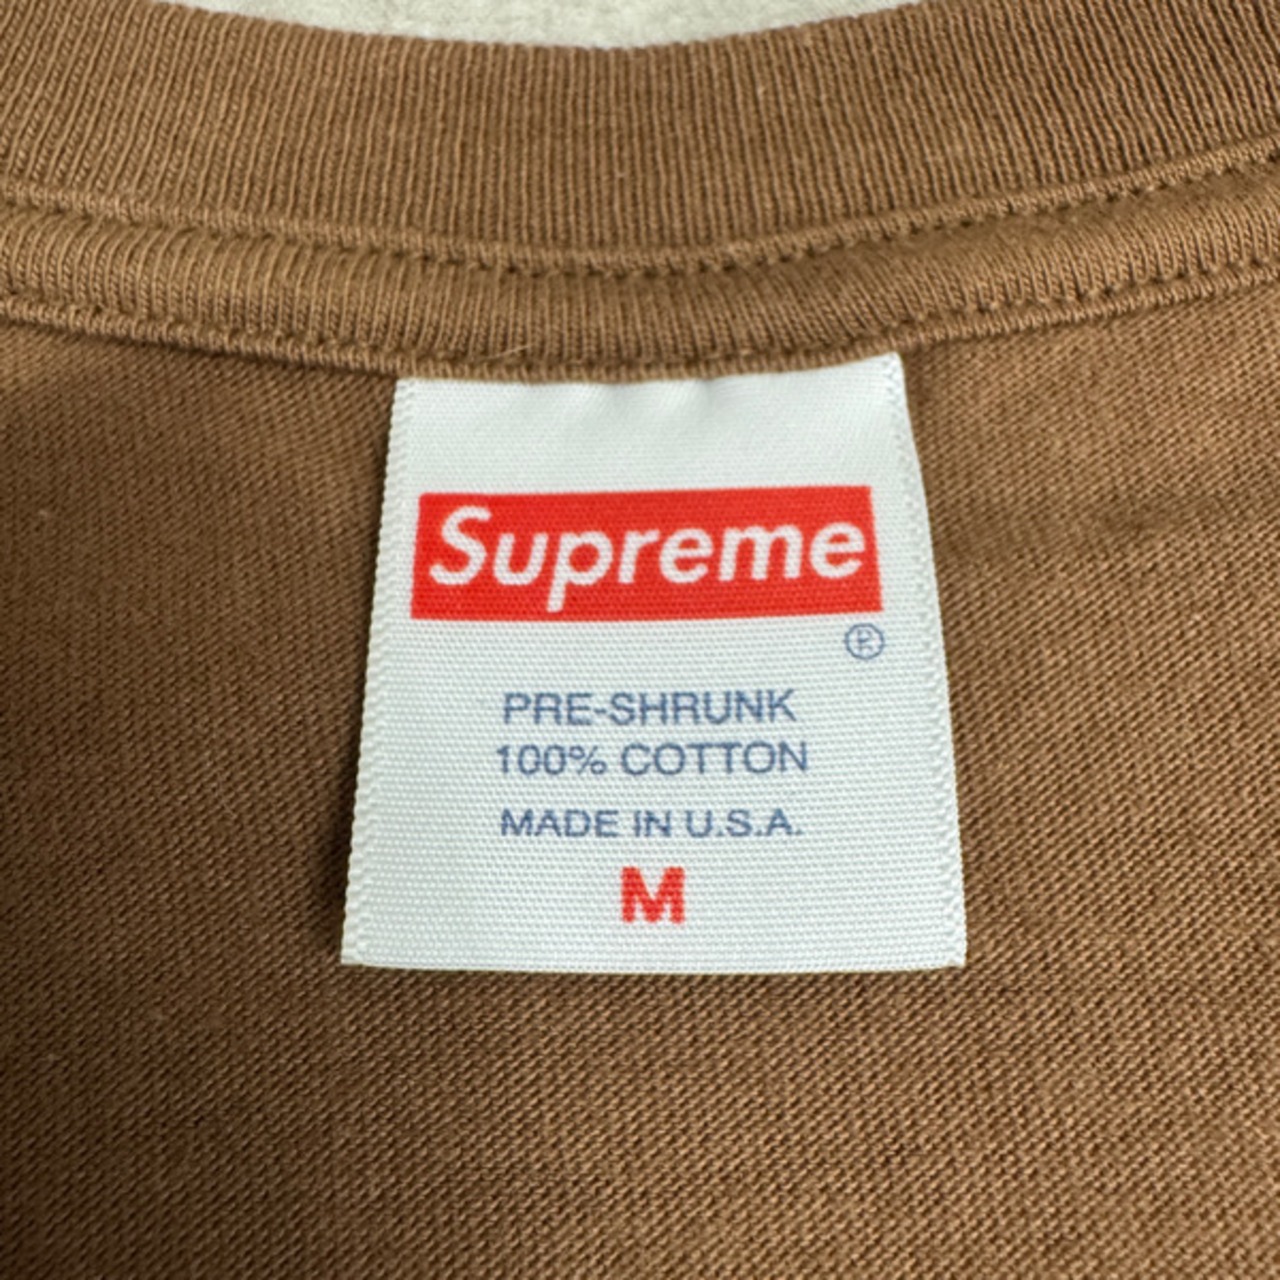 Supreme
®
PRE-SHRUNK
100% COTTON
MADE IN U.S.A.
M